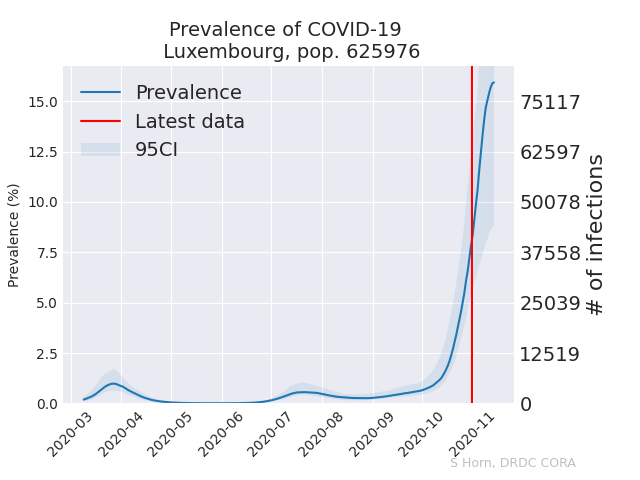 Prevalence of COVID-19
Luxembourg, pop. 625976
Prevalence
Latest data
95CI
Prevalence (%)
15.0
12.5
10.0
7.5
5.0
2.5
0.0
75117
62597
50078
37558
25039
12519
0
# of infections
2020-03
2020-04
2020-05
2020-06
2020-07
2020-08
2020-09
2020-10
2020-11
S Horn, DRDC CORA